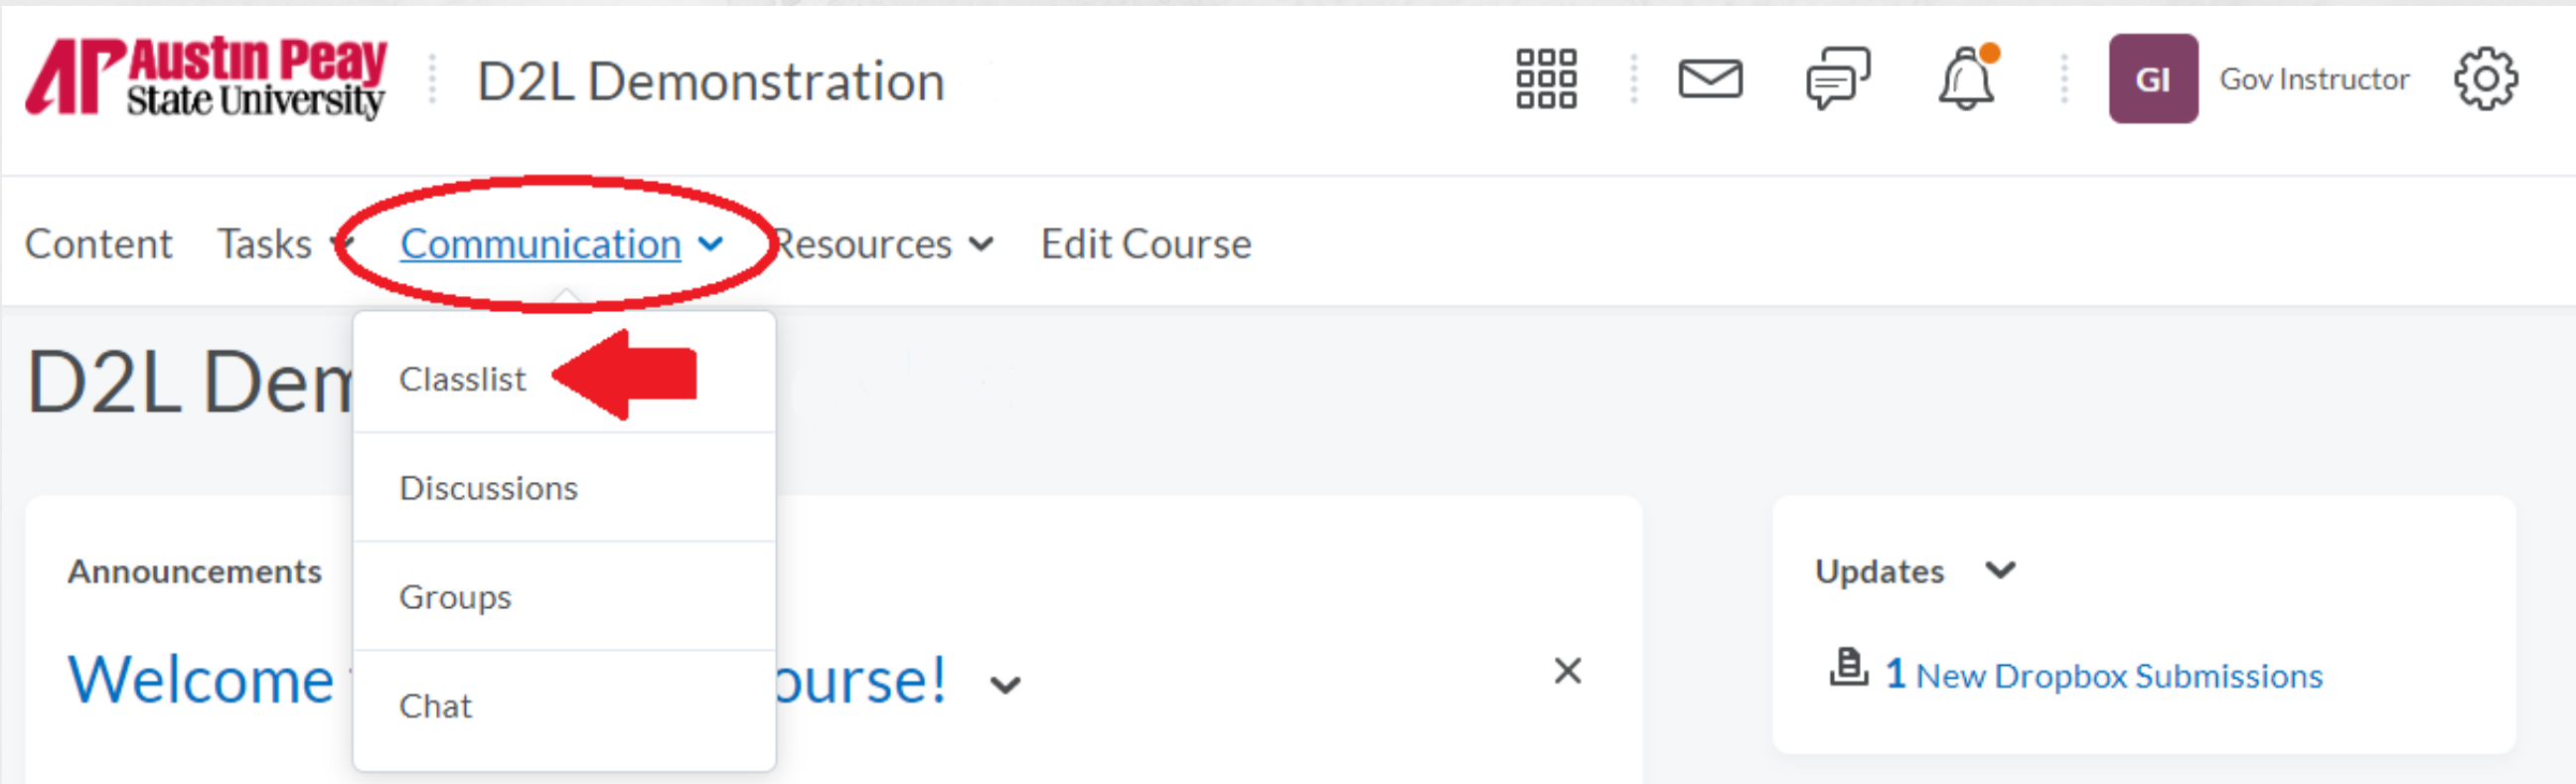 AP Austin Peay
State University
D2L Demonstration
GI Gov Instructor
Content Tasks Communication Resources Edit Course
Classlist
Discussions
Groups
Chat
D2L Dem
Announcements
Welcome ourse!
Updates
1 New Dropbox Submissions